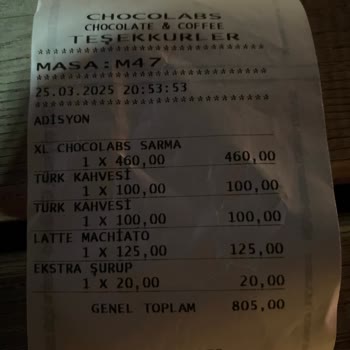 CHOCOLABS
CHOCOLATE & COFFEE
TEŞEKKURLER
**************************
MASA:M47
**************************
25.03.2025 20:53:53
**************************
ADİSYON
XL CHOCOLABS SARMA
1 X 460,00 460,00
TÜRK KAHVESİ
1 X 100,00 100,00
TÜRK KAHVESİ
1 X 100,00 100,00
LATTE MACHİATO
1 X 125,00 125,00
EKSTRA ŞURUP
1 X 20,00 20,00
GENEL TOPLAM 805,00